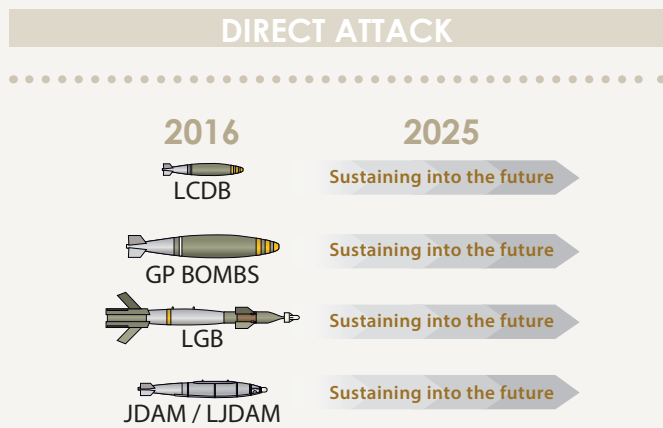 DIRECT ATTACK
2016 2025
LCDB Sustaining into the future
GP BOMBS Sustaining into the future
LGB Sustaining into the future
JDAM / LJDAM Sustaining into the future